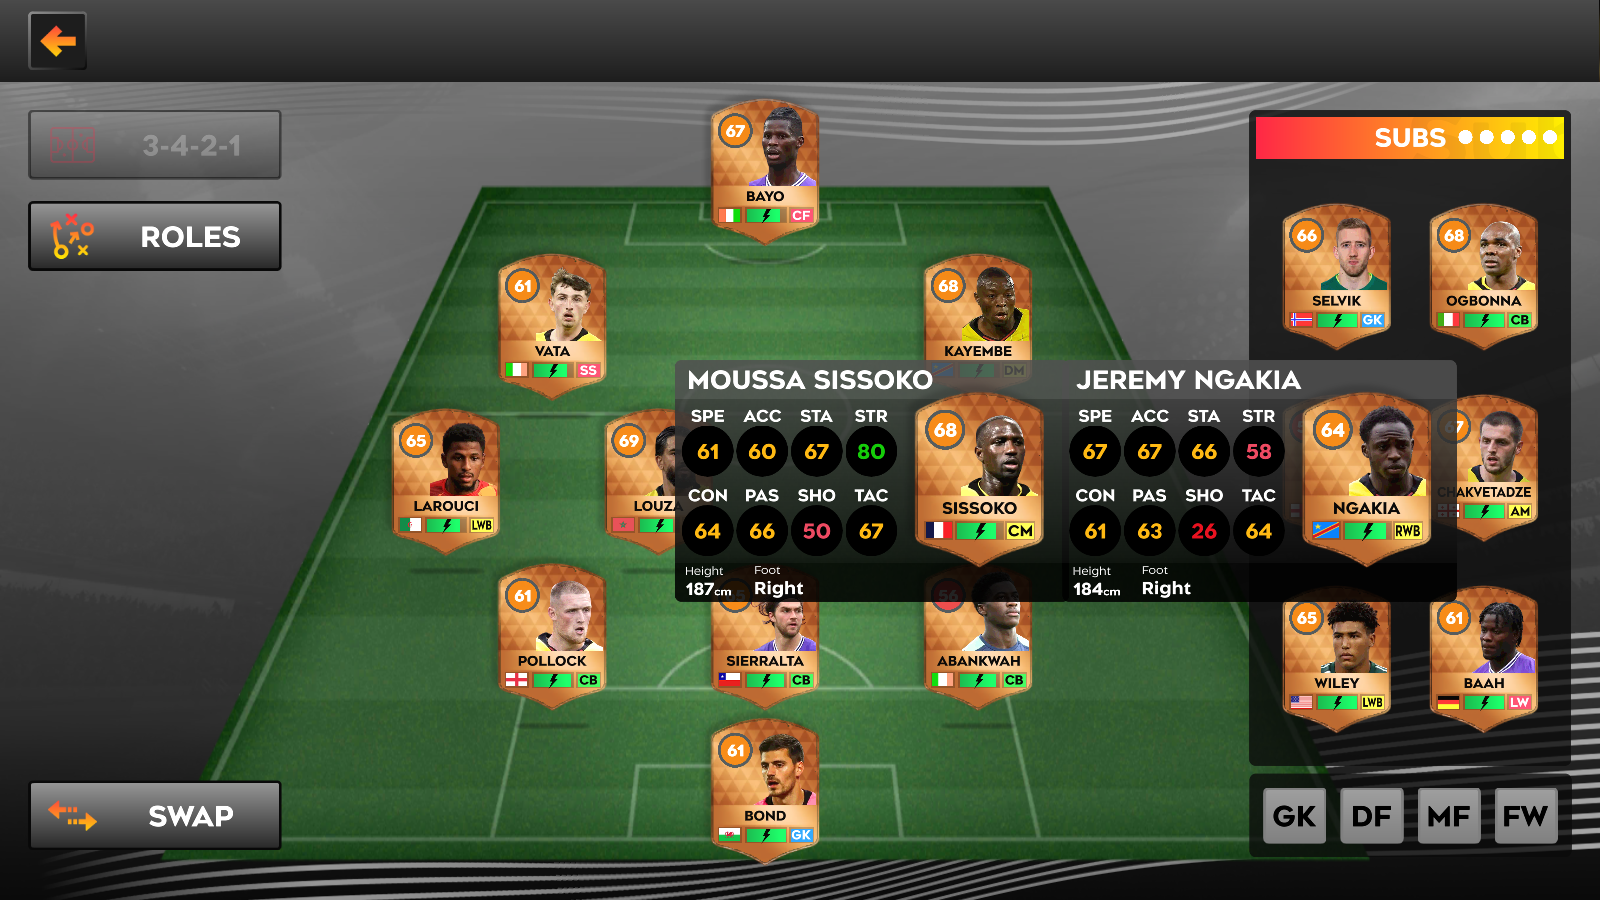 3-4-2-1
ROLES
SWAP
67
BAYO
CF
61
VATA
SS
68
KAYEMBE
DM
65
LAROUCI
LWB
69
LOUZA
61
POLLOCK
CB
SIERRALTA
CB
56
ABANKWAH
CB
61
BOND
GK
MOUSSA SISSOKO
SPE ACC STA STR
61 60 67 80
CON PAS SHO TAC
64 66 50 67
Height Foot
187cm Right
68
SISSOKO
CM
JEREMY NGAKIA
SPE ACC STA STR
67 67 66 58
CON PAS SHO TAC
61 63 26 64
Height Foot
184cm Right
64
NGAKIA
RWB
SUBS
66
SELVIK
GK
68
OGBONNA
CB
67
CHAKVETADZE
AM
65
WILEY
LWB
61
BAAH
LW
GK DF MF FW